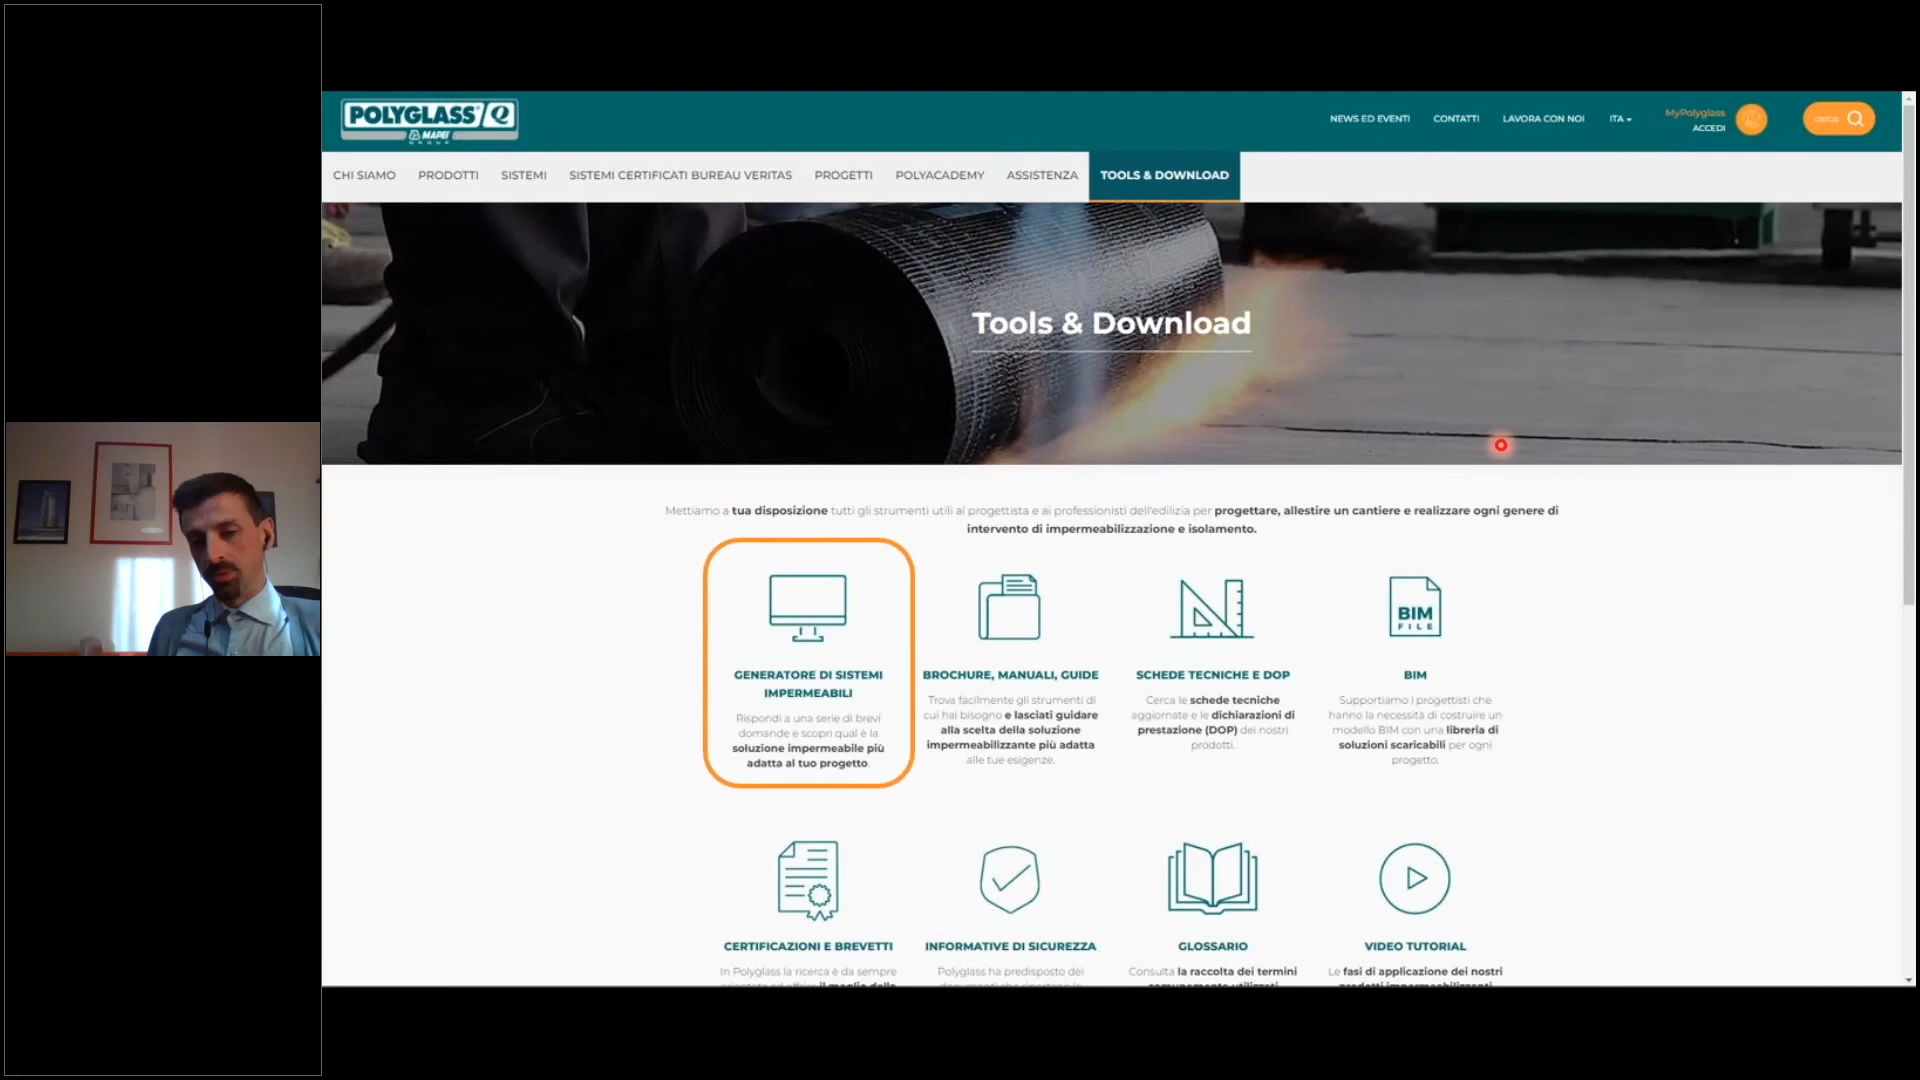 POLYGLASS
MAPEI
GROUP
NEWS ED EVENTI
CONTATTI
LAVORA CON NOI
ITA
MyPolyglass
ACCEDI
CERCA
CHI SIAMO
PRODOTTI
SISTEMI
SISTEMI CERTIFICATI BUREAU VERITAS
PROGETTI
POLYACADEMY
ASSISTENZA
TOOLS & DOWNLOAD
Tools & Download
Mettiamo a tua disposizione tutti gli strumenti utili al progettista e ai professionisti dell'edilizia per progettare, allestire un cantiere e realizzare ogni genere di
intervento di impermeabilizzazione e isolamento.
GENERATORE DI SISTEMI
IMPERMEABILI
Rispondi a una serie di brevi
domande e scopri qual è la
soluzione impermeabile più
adatta al tuo progetto.
BROCHURE, MANUALI, GUIDE
Trova facilmente gli strumenti di
cui hai bisogno e lasciati guidare
alla scelta della soluzione
impermeabilizzante più adatta
alle tue esigenze.
SCHEDE TECNICHE E DOP
Cerca le schede tecniche
aggiornate e le dichiarazioni di
prestazione (DOP) dei nostri
prodotti.
BIM
FILE
BIM
Supportiamo i progettisti che
hanno la necessità di costruire un
modello BIM con una libreria di
soluzioni scaricabili per ogni
progetto.
CERTIFICAZIONI E BREVETTI
In Polyglass la ricerca è da sempre
INFORMATIVE DI SICUREZZA
Polyglass ha predisposto dei
GLOSSARIO
Consulta la raccolta dei termini
VIDEO TUTORIAL
Le fasi di applicazione dei nostri